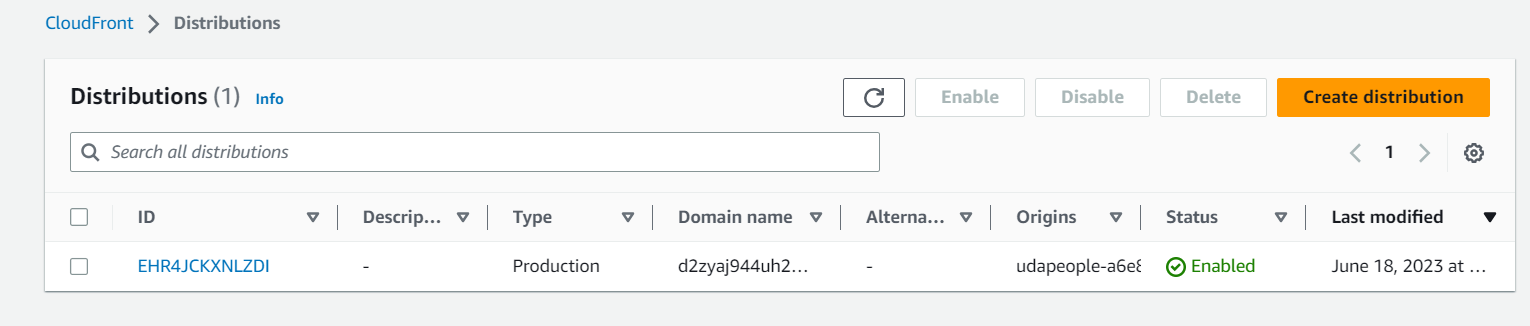 CloudFront > Distributions
Distributions (1) Info
Enable Disable Delete Create distribution
Search all distributions
1
ID Descrip... Type Domain name Alterna... Origins Status Last modified
EHR4JCKXNLZDI - Production d2zyaj944uh2... - udapeople-a6e8 Enabled June 18, 2023 at ...